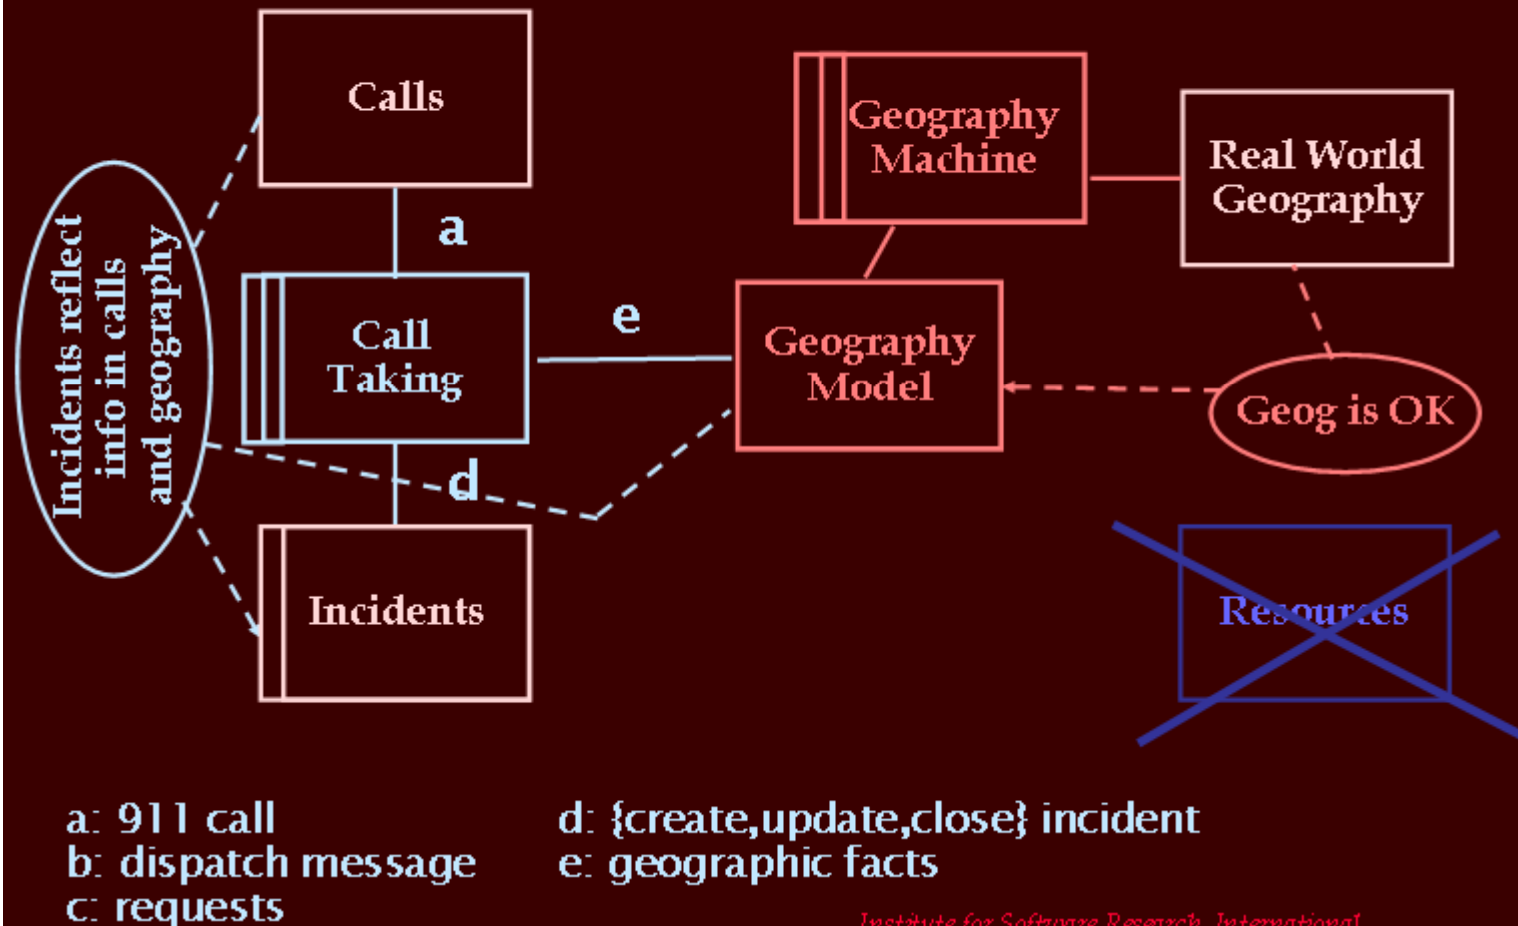 Calls
Geography
Machine
Real World
Geography
a
Incidents reflect
info in calls
and geography
Call
Taking
e
Geography
Model
Geog is OK
d
Incidents
Resources
a: 911 call
b: dispatch message
c: requests
d: {create,update,close} incident
e: geographic facts
Institute for Software Research, International